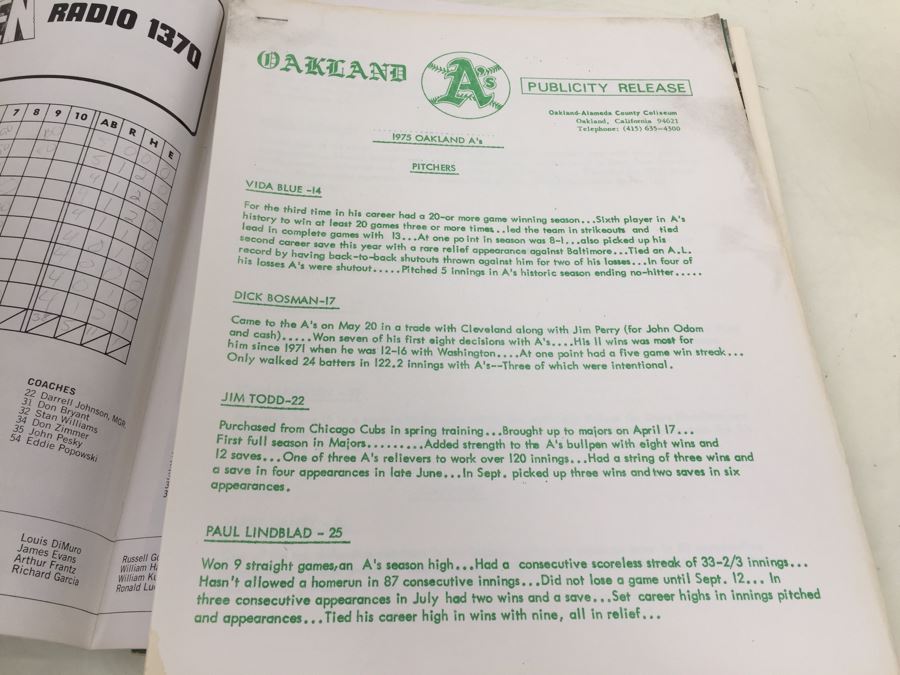 RADIO 1370
7 8 9 10 AB R H E
COACHES
22 Darrell Johnson, MGR.
31 Don Bryant
32 Stan Williams
34 Don Zimmer
35 John Pesky
54 Eddie Popowski
Louis DiMuro
James Evans
Arthur Frantz
Richard Garcia
Russell
William
William
Ronald
OAKLAND A's PUBLICITY RELEASE
Oakland-Alameda County Coliseum
Oakland, California 94621
Telephone: (415) 635-4300
1975 OAKLAND A's
PITCHERS
VIDA BLUE -14
For the third time in his career had a 20-or more game winning season...Sixth player in A's
history to win at least 20 games three or more times...led the team in strikeouts and tied
lead in complete games with 13...At one point in season was 8-1...also picked up his
second career save this year with a rare relief appearance against Baltimore...Tied an A.L.
record by having back-to-back shutouts thrown against him for two of his losses...In four of
his losses A's were shutout.....Pitched 5 innings in A's historic season ending no-hitter.....
DICK BOSMAN-17
Came to the A's on May 20 in a trade with Cleveland along with Jim Perry (for John Odom
and cash).....Won seven of his first eight decisions with A's....His 11 wins was most for
him since 1971 when he was 12-16 with Washington....At one point had a five game win streak...
Only walked 24 batters in 122.2 innings with A's--Three of which were intentional.
JIM TODD-22
Purchased from Chicago Cubs in spring training...Brought up to majors on April 17...
First full season in Majors.........Added strength to the A's bullpen with eight wins and
12 saves...One of three A's relievers to work over 120 innings...Had a string of three wins and
a save in four appearances in late June...In Sept. picked up three wins and two saves in six
appearances.
PAUL LINDBLAD - 25
Won 9 straight games,an A's season high...Had a consecutive scoreless streak of 33-2/3 innings...
Hasn't allowed a homerun in 87 consecutive innings...Did not lose a game until Sept. 12... In
three consecutive appearances in July had two wins and a save...Set career highs in innings pitched
and appearances...Tied his career high in wins with nine, all in relief...